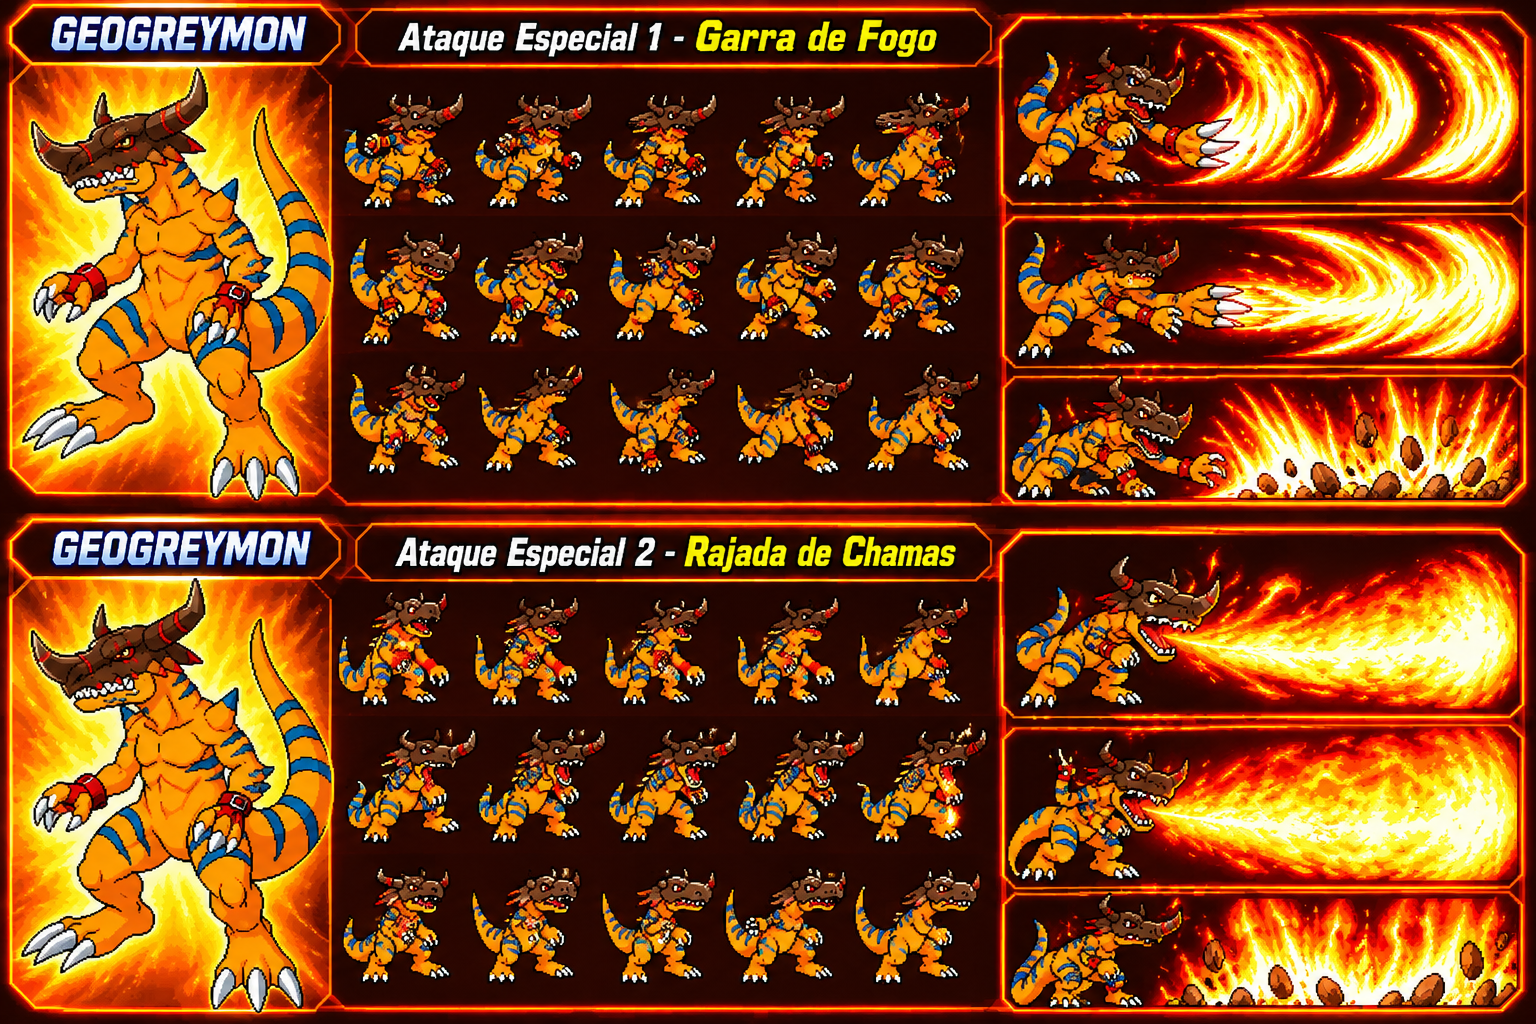 GEOGREYMON
Ataque Especial 1 - Garra de Fogo
GEOGREYMON
Ataque Especial 2 - Rajada de Chamas